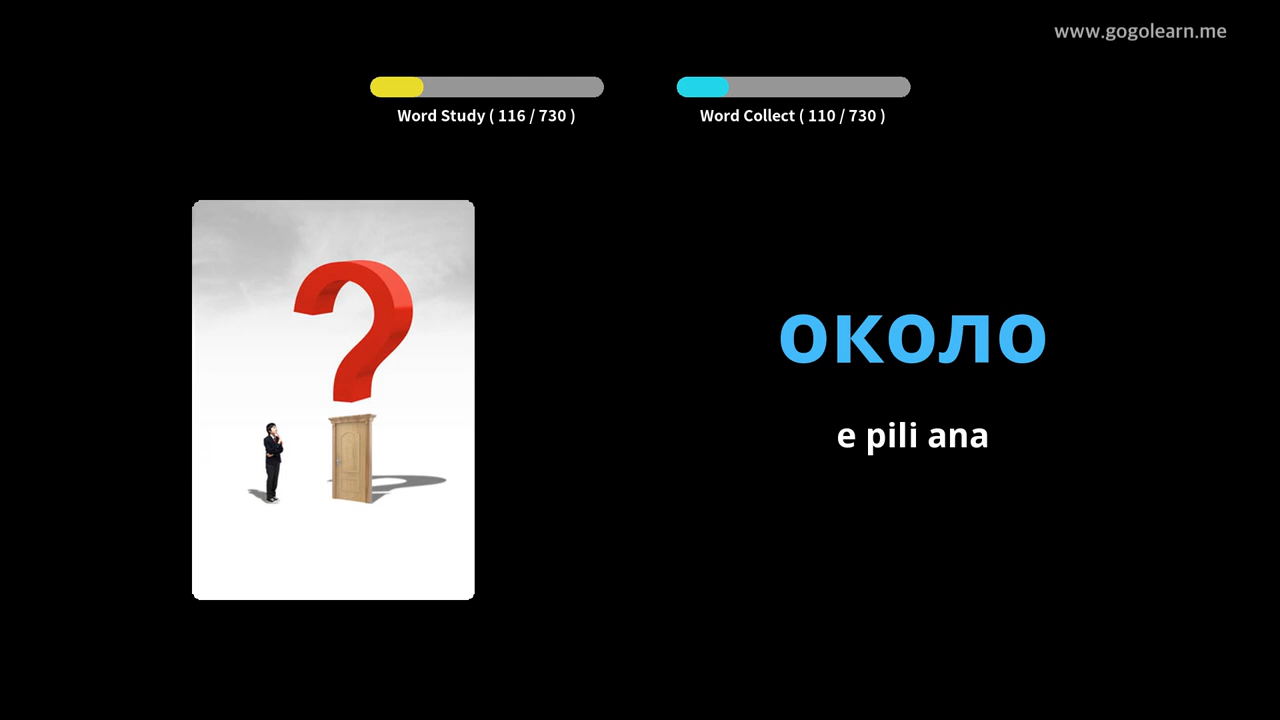 www.gogolearn.me
Word Study ( 116 / 730 )
Word Collect ( 110 / 730 )
около
e pili ana